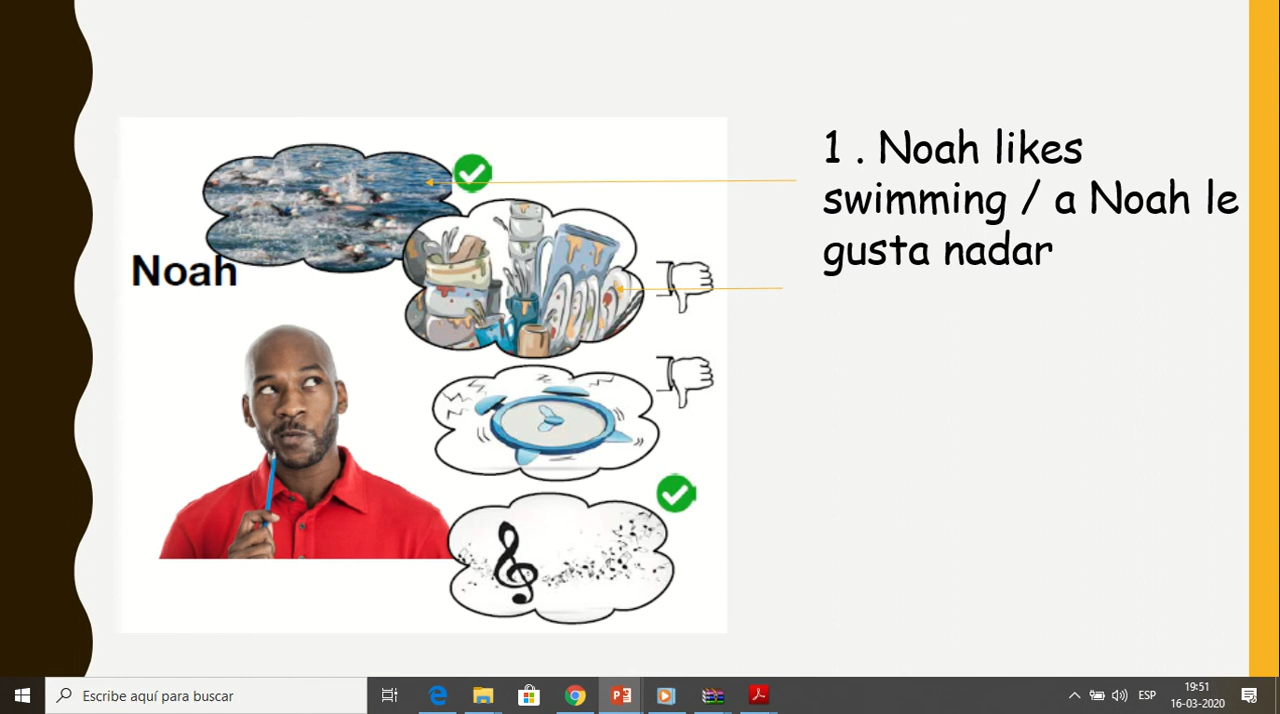 1 . Noah likes
swimming / a Noah le
gusta nadar
Noah
Escribe aquí para buscar
ESP
19:51
16-03-2020